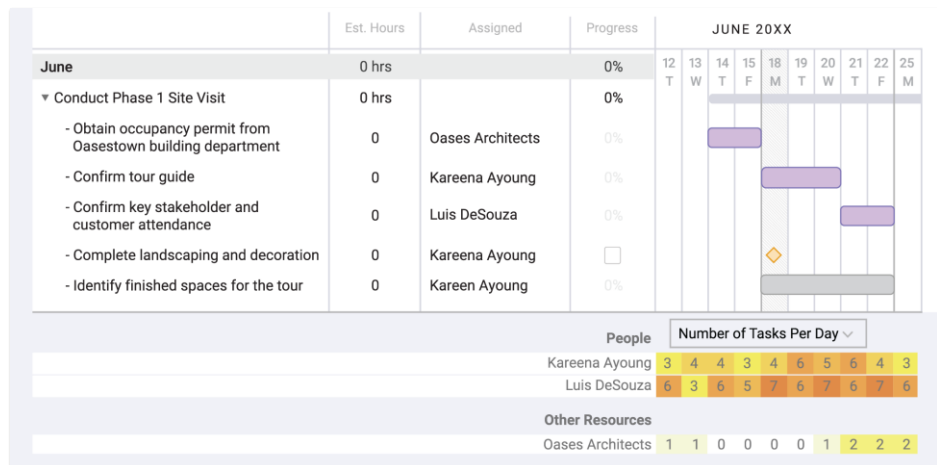 Est. Hours Assigned Progress JUNE 20XX
12 13 14 15 18 19 20 21 22 25
T W T F M T W T F M
June 0 hrs 0%
Conduct Phase 1 Site Visit 0 hrs 0%
- Obtain occupancy permit from
Oasestown building department 0 Oases Architects 0%
- Confirm tour guide 0 Kareena Ayoung 0%
- Confirm key stakeholder and
customer attendance 0 Luis DeSouza 0%
- Complete landscaping and decoration 0 Kareena Ayoung
- Identify finished spaces for the tour 0 Kareen Ayoung 0%
People Number of Tasks Per Day
Kareena Ayoung 3 4 4 3 4 6 5 6 4 3
Luis DeSouza 6 3 6 5 7 6 7 6 7 6
Other Resources
Oases Architects 1 1 0 0 0 0 1 2 2 2